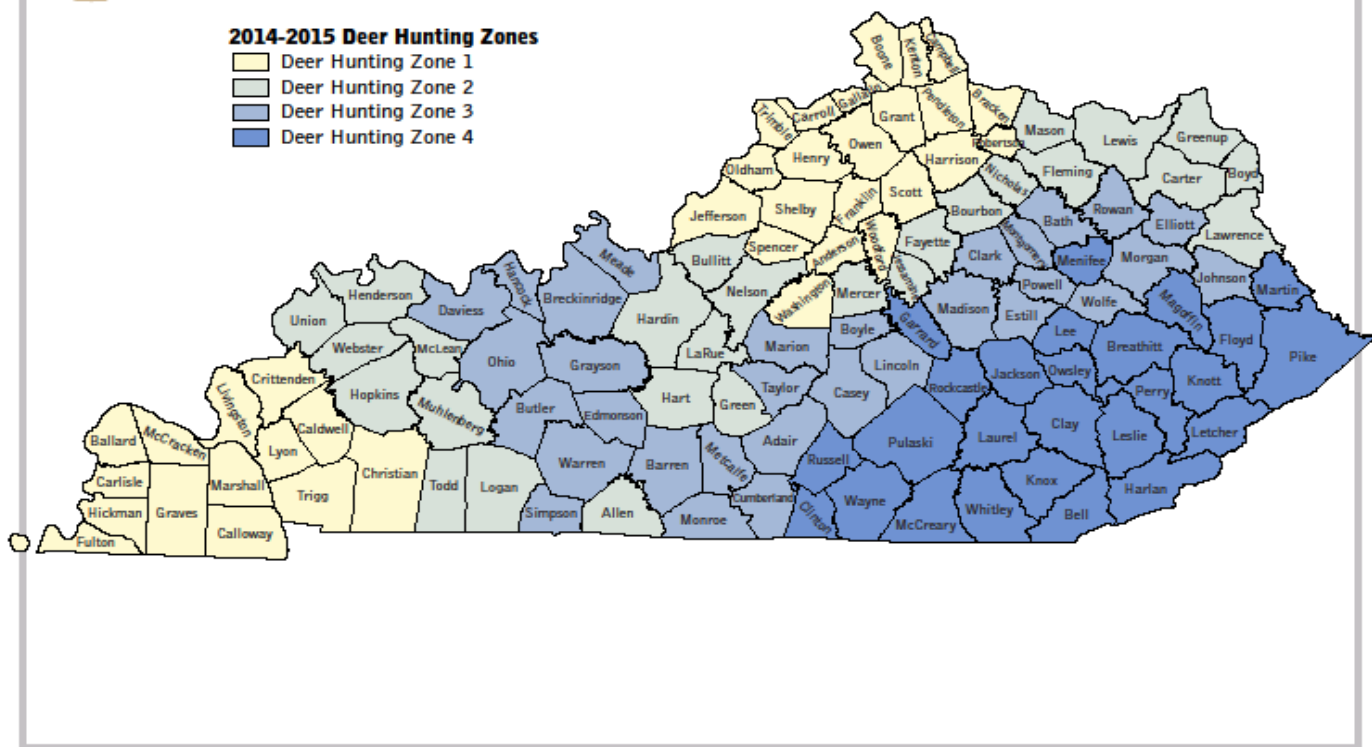 2014-2015 Deer Hunting Zones
Deer Hunting Zone 1
Deer Hunting Zone 2
Deer Hunting Zone 3
Deer Hunting Zone 4
Boone
Kenton
Campbell
Trimble
Carroll
Gallatin
Grant
Pendleton
Bracken
Mason
Lewis
Greenup
Owen
Robertson
Henry
Harrison
Oldham
Nicholas
Fleming
Carter
Boyd
Jefferson
Shelby
Franklin
Scott
Bourbon
Bath
Rowan
Elliott
Lawrence
Spencer
Anderson
Woodford
Fayette
Montgomery
Bullitt
Jessamine
Clark
Menifee
Morgan
Johnson
Meade
Hancock
Nelson
Washington
Mercer
Powell
Martin
Henderson
Breckinridge
Daviess
Hardin
Madison
Estill
Wolfe
Magoffin
Union
Boyle
Garrard
Lee
Floyd
Pike
Webster
McLean
Ohio
Grayson
LaRue
Marion
Lincoln
Breathitt
Crittenden
Hopkins
Rockcastle
Jackson
Owsley
Perry
Knott
Livingston
Muhlenberg
Butler
Edmonson
Hart
Green
Taylor
Casey
Ballard
McCracken
Lyon
Caldwell
Adair
Pulaski
Laurel
Clay
Leslie
Letcher
Christian
Warren
Barren
Metcalfe
Russell
Carlisle
Marshall
Trigg
Todd
Logan
Knox
Harlan
Hickman
Graves
Calloway
Simpson
Allen
Monroe
Cumberland
Clinton
Wayne
McCreary
Whitley
Bell
Fulton